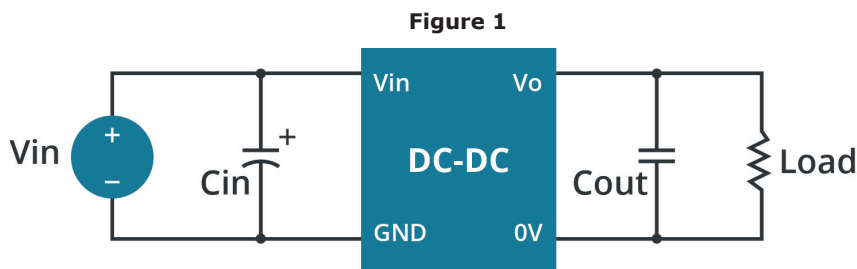 Figure 1
Vin Vo
+ +
Vin DC-DC Load
− Cin Cout
GND 0V